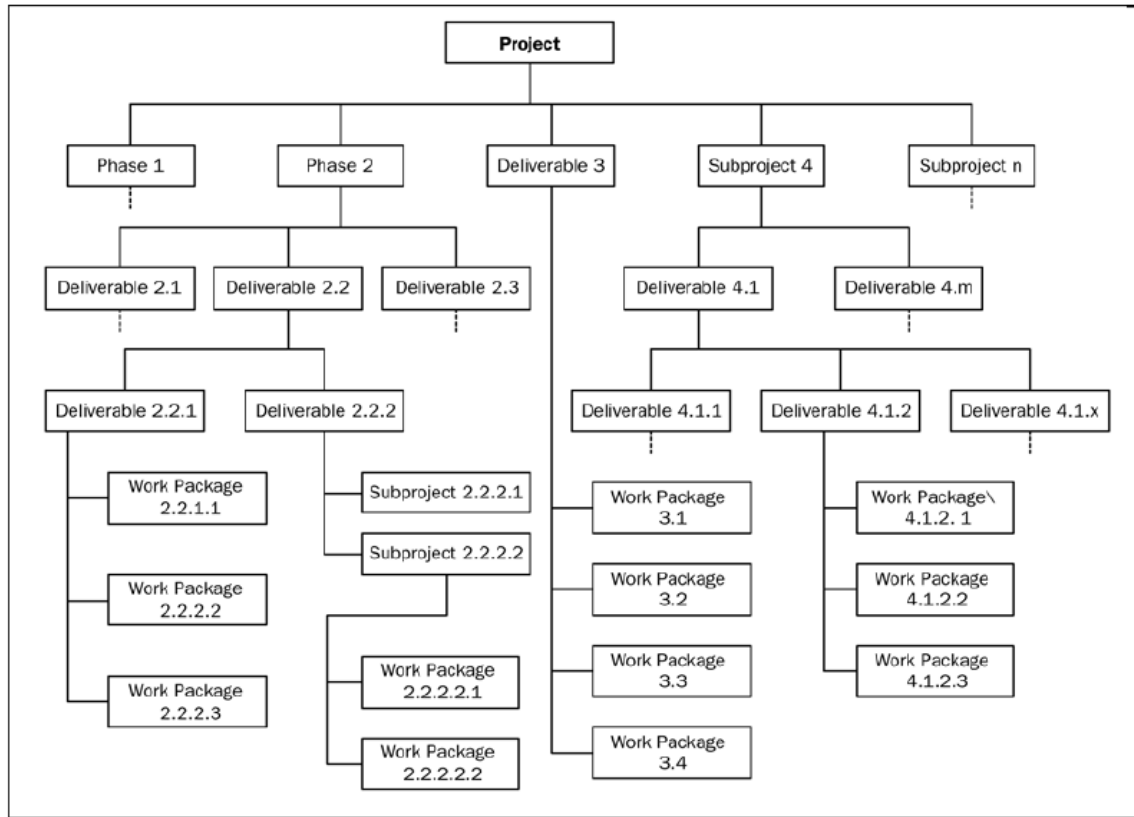 Project
Phase 1
Phase 2
Deliverable 3
Subproject 4
Subproject n
Deliverable 2.1
Deliverable 2.2
Deliverable 2.3
Deliverable 4.1
Deliverable 4.m
Deliverable 2.2.1
Deliverable 2.2.2
Deliverable 4.1.1
Deliverable 4.1.2
Deliverable 4.1.x
Work Package
2.2.1.1
Subproject 2.2.2.1
Work Package
3.1
Work Package\
4.1.2. 1
Subproject 2.2.2.2
Work Package
2.2.2.2
Work Package
3.2
Work Package
4.1.2.2
Work Package
2.2.2.3
Work Package
2.2.2.2.1
Work Package
3.3
Work Package
4.1.2.3
Work Package
2.2.2.2.2
Work Package
3.4